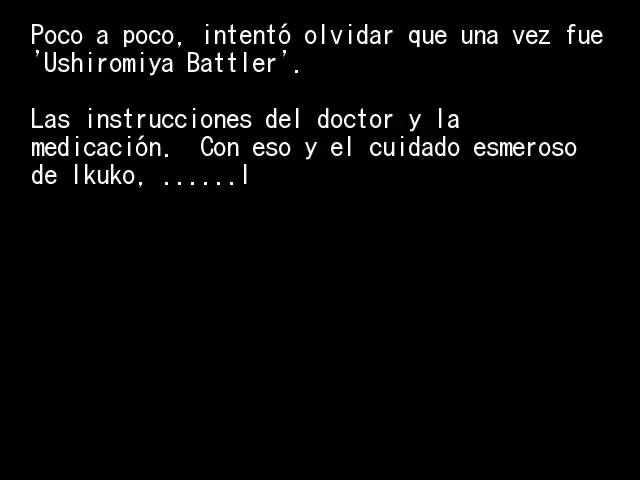 Poco a poco, intentó olvidar que una vez fue
'Ushiromiya Battler'.
Las instrucciones del doctor y la
medicación.  Con eso y el cuidado esmeroso
de Ikuko, ......l